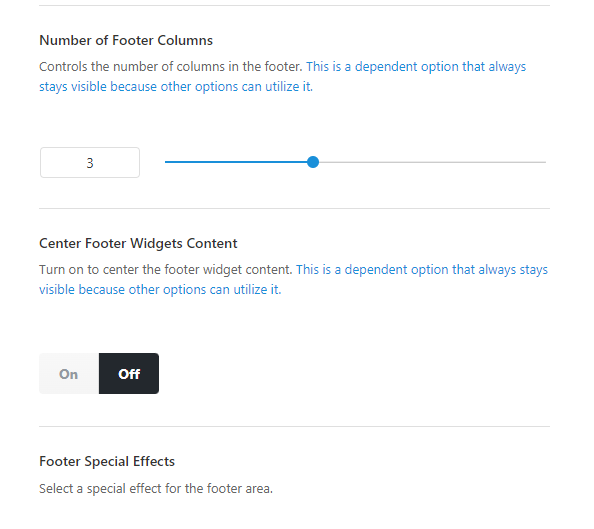 Number of Footer Columns
Controls the number of columns in the footer. This is a dependent option that always
stays visible because other options can utilize it.
3
Center Footer Widgets Content
Turn on to center the footer widget content. This is a dependent option that always stays
visible because other options can utilize it.
On Off
Footer Special Effects
Select a special effect for the footer area.